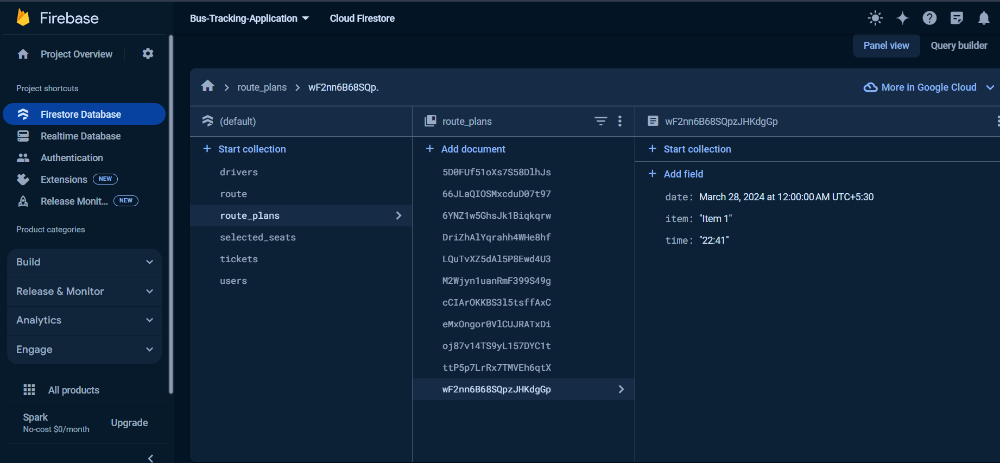 Firebase
Bus-Tracking-Application
Cloud Firestore
Project Overview
Project shortcuts
Firestore Database
Realtime Database
Authentication
Extensions NEW
Release Monit... NEW
Product categories
Build
Release & Monitor
Analytics
Engage
All products
Spark
No-cost $0/month
Upgrade
Panel view
Query builder
route_plans
wF2nn6B68SQp.
More in Google Cloud
(default)
Start collection
drivers
route
route_plans
selected_seats
tickets
users
route_plans
Add document
5D0FUf51oXs7S58DlhJs
66JLaQIOSMxcduD07t97
6YNZ1w5GhsJk1Biqkqrw
DriZhAlYqrahh4WHe8hf
LQuTvXZ5dAl5P8Ewd4U3
M2Wjyn1uanRmF399S49g
cCIArOKKBS3l5tsffAxC
eMxOngor0VlCUJRATxDi
oj87v14TS9yL157DYC1t
ttP5p7LrRx7TMVEh6qtX
wF2nn6B68SQpzJHKdgGp
wF2nn6B68SQpzJHKdgGp
Start collection
Add field
date: March 28, 2024 at 12:00:00 AM UTC+5:30
item: "Item 1"
time: "22:41"